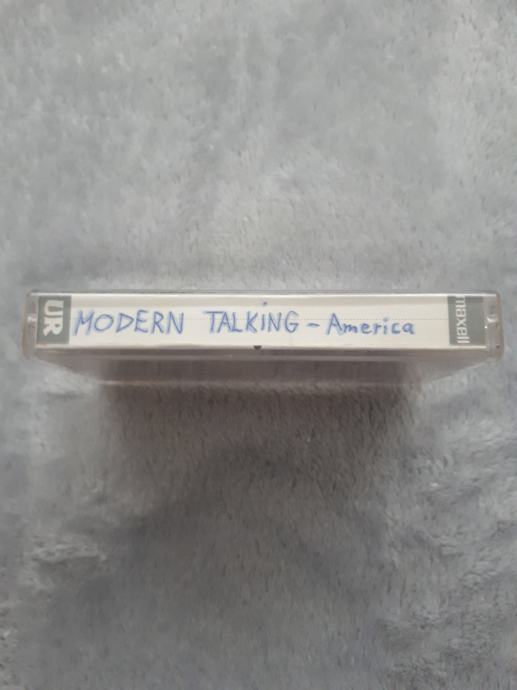 UR
MODERN TALKING - America
maxell